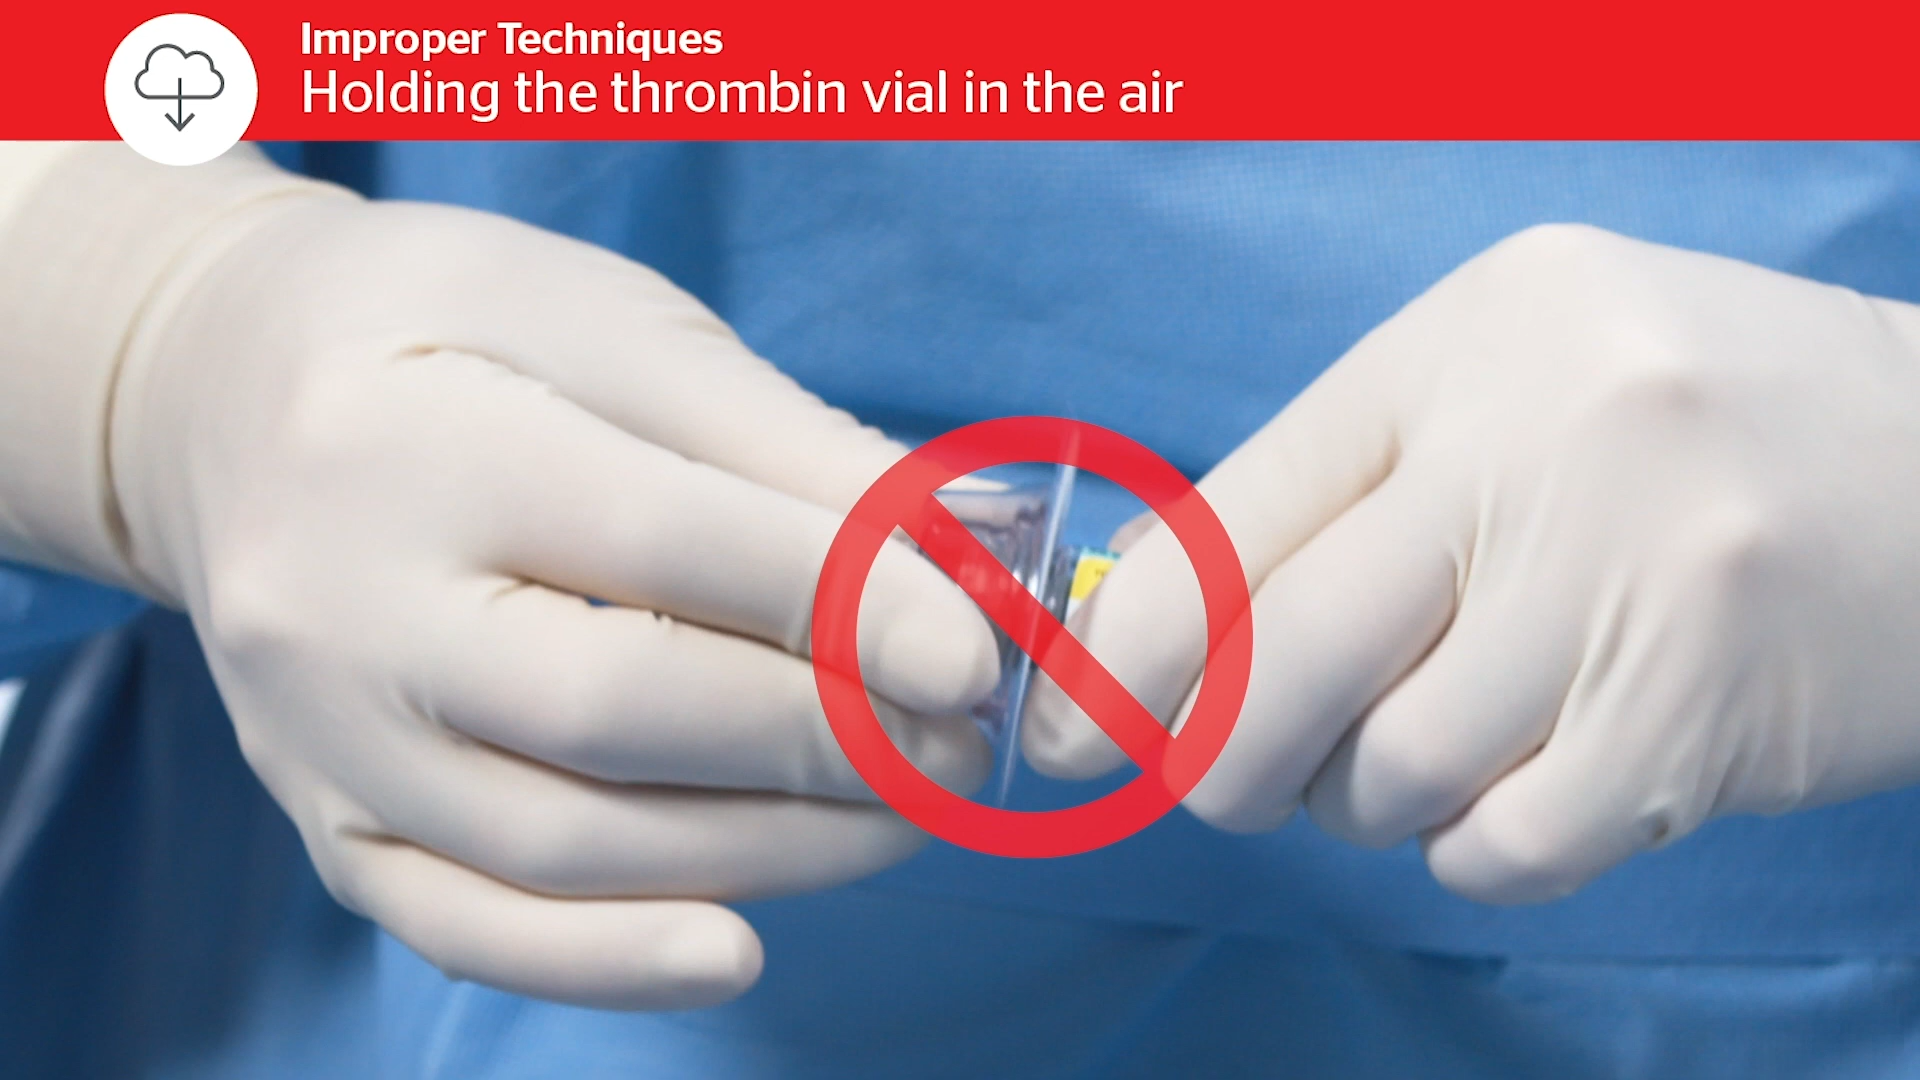 Improper Techniques
Holding the thrombin vial in the air